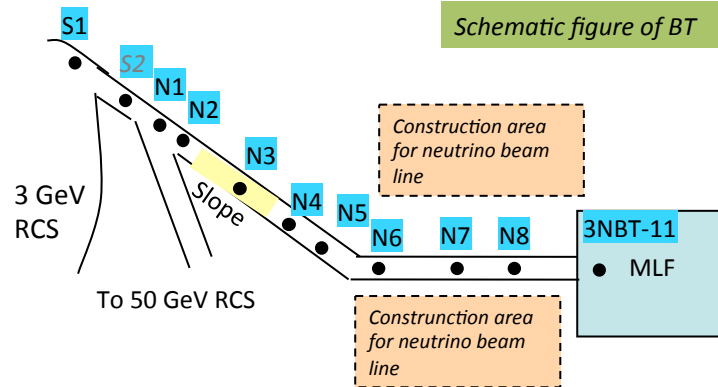 Schematic figure of BT
S1
S2
N1
N2
N3
N4
N5
N6
N7
N8
3NBT-11
MLF
Slope
3 GeV
RCS
To 50 GeV RCS
Construction area
for neutrino beam
line
Construnction area
for neutrino beam
line